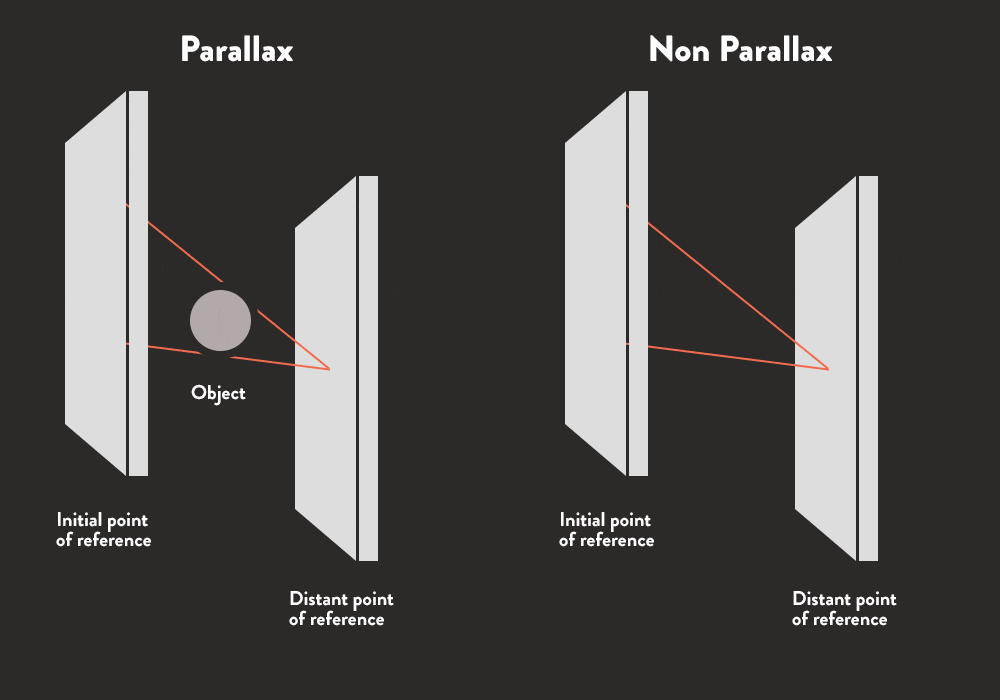 Parallax
Non Parallax
Object
Initial point
of reference
Distant point
of reference
Initial point
of reference
Distant point
of reference